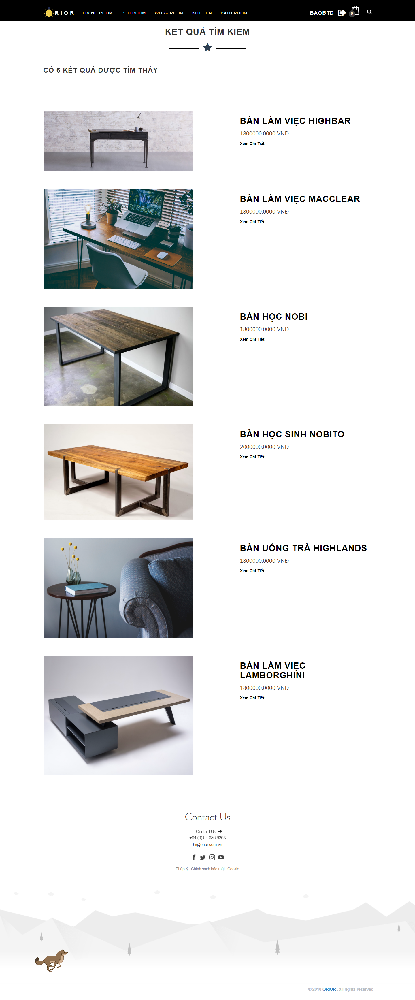 RIOR LIVING ROOM BED ROOM WORK ROOM KITCHEN BATH ROOM BAOBTD 0
KẾT QUẢ TÌM KIẾM
CÓ 6 KẾT QUẢ ĐƯỢC TÌM THẤY
BÀN LÀM VIỆC HIGHBAR
1800000.0000 VNĐ
Xem Chi Tiết
BÀN LÀM VIỆC MACCLEAR
1800000.0000 VNĐ
Xem Chi Tiết
BÀN HỌC NOBI
1800000.0000 VNĐ
Xem Chi Tiết
BÀN HỌC SINH NOBITO
2000000.0000 VNĐ
Xem Chi Tiết
BÀN UỐNG TRÀ HIGHLANDS
1800000.0000 VNĐ
Xem Chi Tiết
BÀN LÀM VIỆC
LAMBORGHINI
1800000.0000 VNĐ
Xem Chi Tiết
Contact Us
Contact Us
+84 (0) 94 886 6263
hi@orior.com.vn
Pháp lý Chính sách bảo mật Cookie
© 2018 ORIOR . all rights reserved